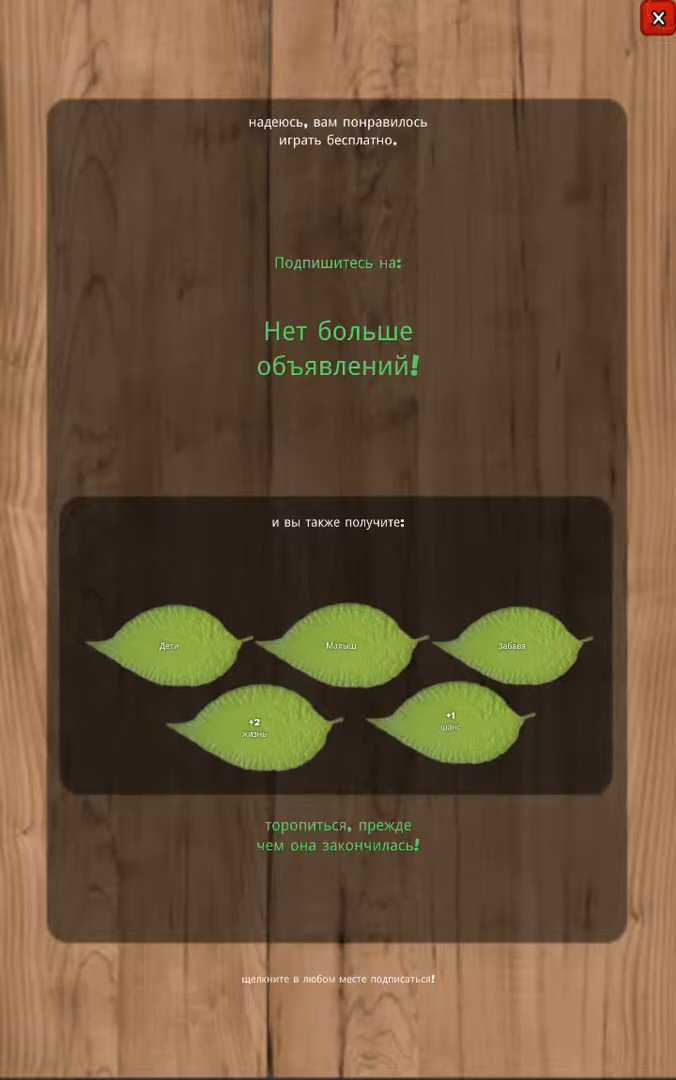 надеюсь, вам понравилось
играть бесплатно.
Подпишитесь на:
Нет больше
объявлений!
и вы также получите:
Дети
Малыш
Забава
+2
жизнь
+1
шанс
торопиться, прежде
чем она закончилась!
щелкните в любом месте подписаться!